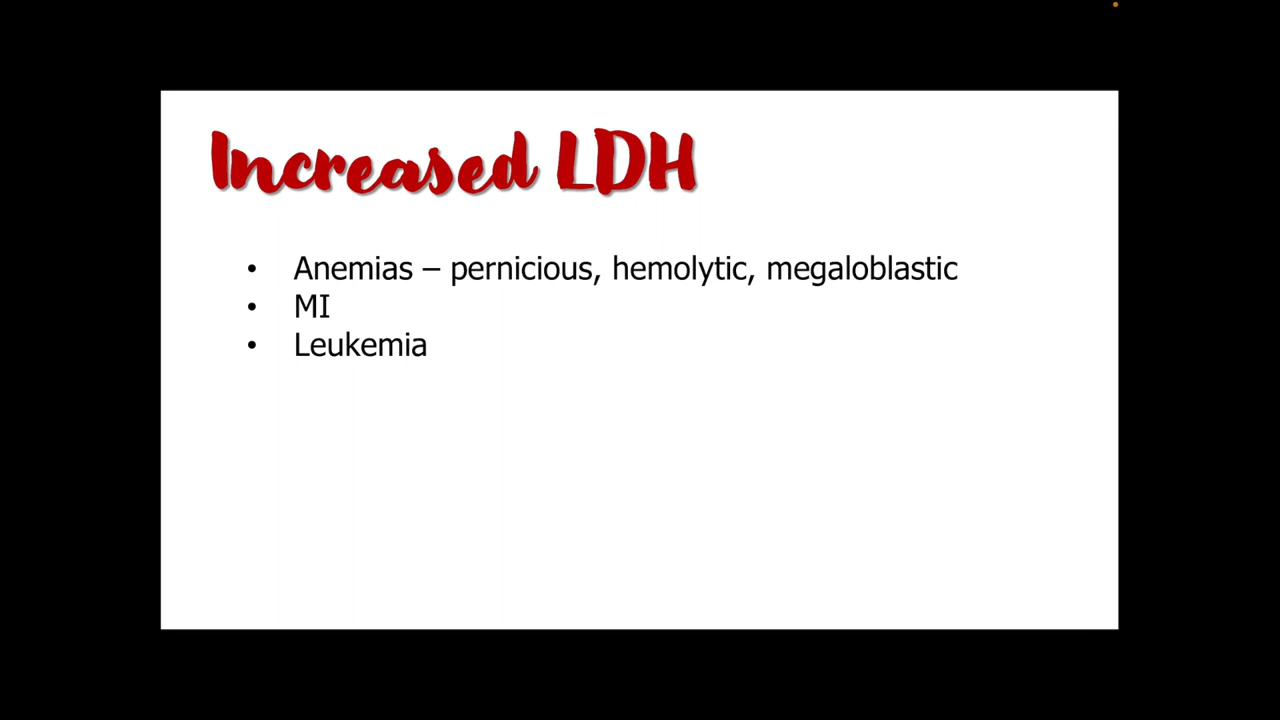 Increased LDH
• Anemias – pernicious, hemolytic, megaloblastic
• MI
• Leukemia